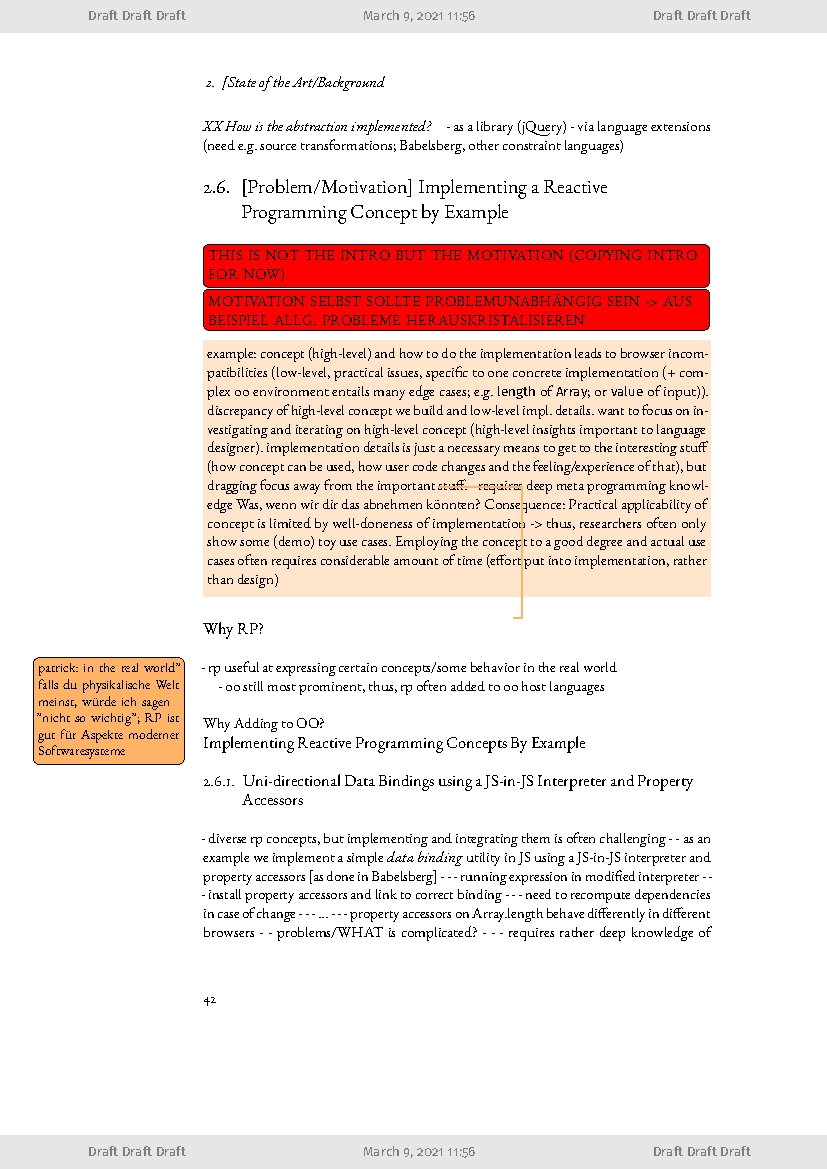 Draft Draft Draft March 9, 2021 11:56 Draft Draft Draft
2. [State of the Art/Background
XX How is the abstraction implemented? - as a library (jQuery) - via language extensions
(need e.g. source transformations; Babelsberg, other constraint languages)
2.6. [Problem/Motivation] Implementing a Reactive
Programming Concept by Example
THIS IS NOT THE INTRO BUT THE MOTIVATION (COPYING INTRO
FOR NOW)
MOTIVATION SELBST SOLLTE PROBLEMUNABHÄNGIG SEIN -> AUS
BEISPIEL ALLG. PROBLEME HERAUSKRISTALISIEREN
example: concept (high-level) and how to do the implementation leads to browser incom-
patibilities (low-level, practical issues, specific to one concrete implementation (+ com-
plex oo environment entails many edge cases; e.g. length of Array; or value of input)).
discrepancy of high-level concept we build and low-level impl. details. want to focus on in-
vestigating and iterating on high-level concept (high-level insights important to language
designer). implementation details is just a necessary means to get to the interesting stuff
(how concept can be used, how user code changes and the feeling/experience of that), but
dragging focus away from the important stuff. - requires deep meta programming knowl-
edge Was, wenn wir dir das abnehmen könnten? Consequence: Practical applicability of
concept is limited by well-doneness of implementation -> thus, researchers often only
show some (demo) toy use cases. Employing the concept to a good degree and actual use
cases often requires considerable amount of time (effort put into implementation, rather
than design)
Why RP?
patrick: in the real world"
falls du physikalische Welt
meinst, würde ich sagen
"nicht so wichtig"; RP ist
gut für Aspekte moderner
Softwaresysteme
- rp useful at expressing certain concepts/some behavior in the real world
- oo still most prominent, thus, rp often added to oo host languages
Why Adding to OO?
Implementing Reactive Programming Concepts By Example
2.6.1. Uni-directional Data Bindings using a JS-in-JS Interpreter and Property
Accessors
- diverse rp concepts, but implementing and integrating them is often challenging - - as an
example we implement a simple data binding utility in JS using a JS-in-JS interpreter and
property accessors [as done in Babelsberg] - - - running expression in modified interpreter - -
- install property accessors and link to correct binding - - - need to recompute dependencies
in case of change - - - ... - - - property accessors on Array.length behave differently in different
browsers - - problems/WHAT is complicated? - - - requires rather deep knowledge of
42
Draft Draft Draft March 9, 2021 11:56 Draft Draft Draft